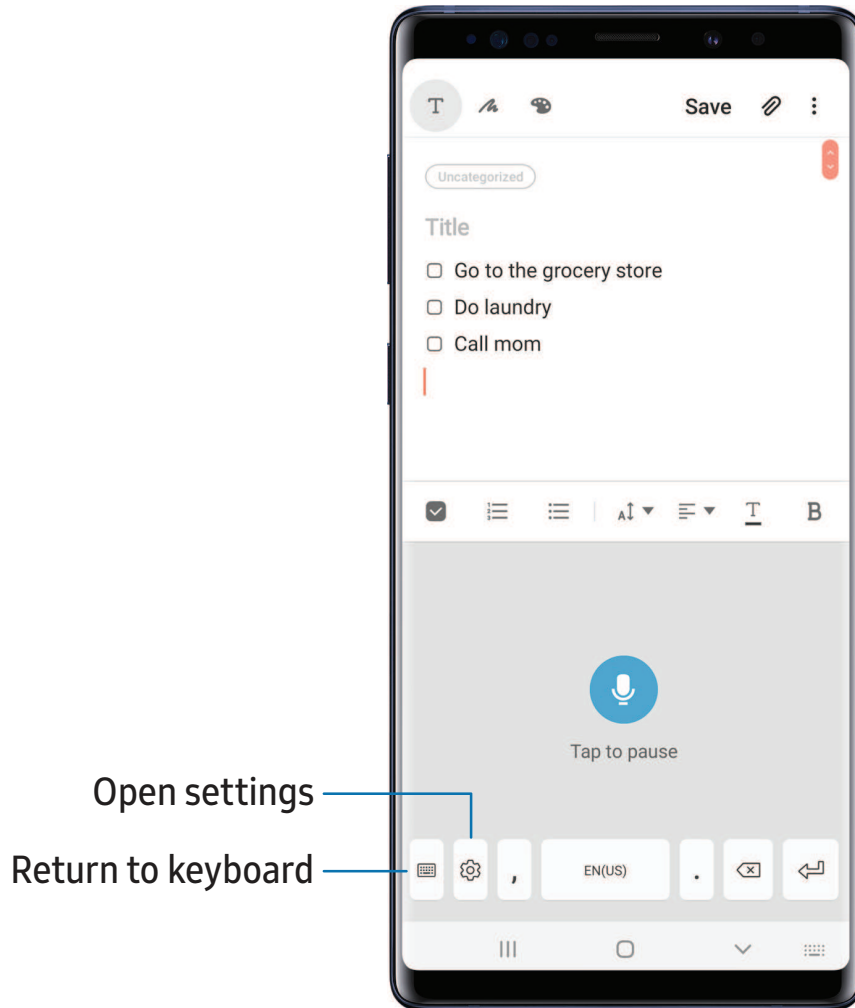 T
Save
Uncategorized
Title
Go to the grocery store
Do laundry
Call mom
A T B
Tap to pause
Open settings
Return to keyboard
, EN(US) .